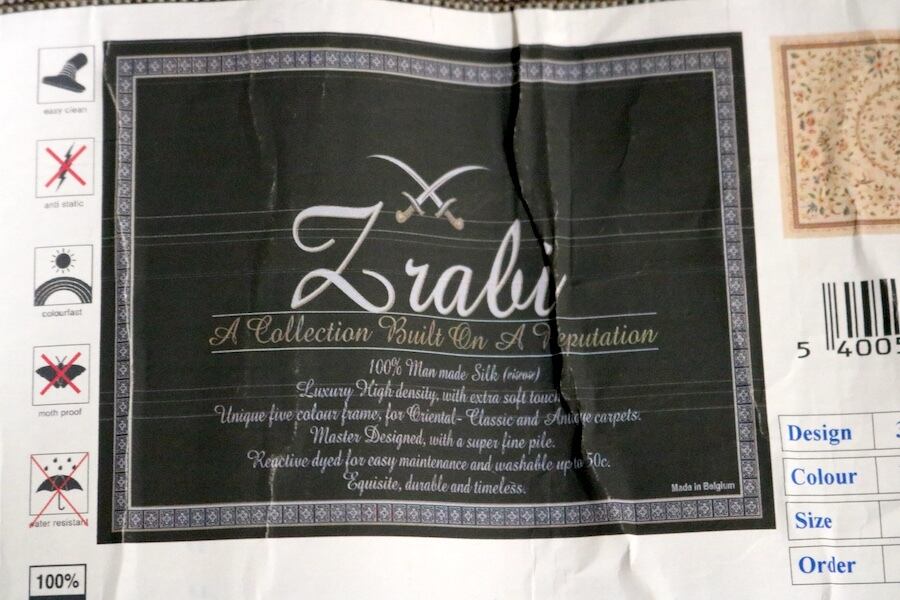 easy clean
anti static
colourfast
moth proof
water resistant
100%
Zrabi
A Collection Built On A Reputation
100% Man made Silk (viscose)
Luxury High density, with extra soft touch
Unique five colour frame, for Oriental- Classic and Antique carpets.
Master Designed, with a super fine pile.
Reactive dyed for easy maintenance and washable up to 50c.
Equisite, durable and timeless.
Made in Belgium
5 4005
Design
Colour
Size
Order